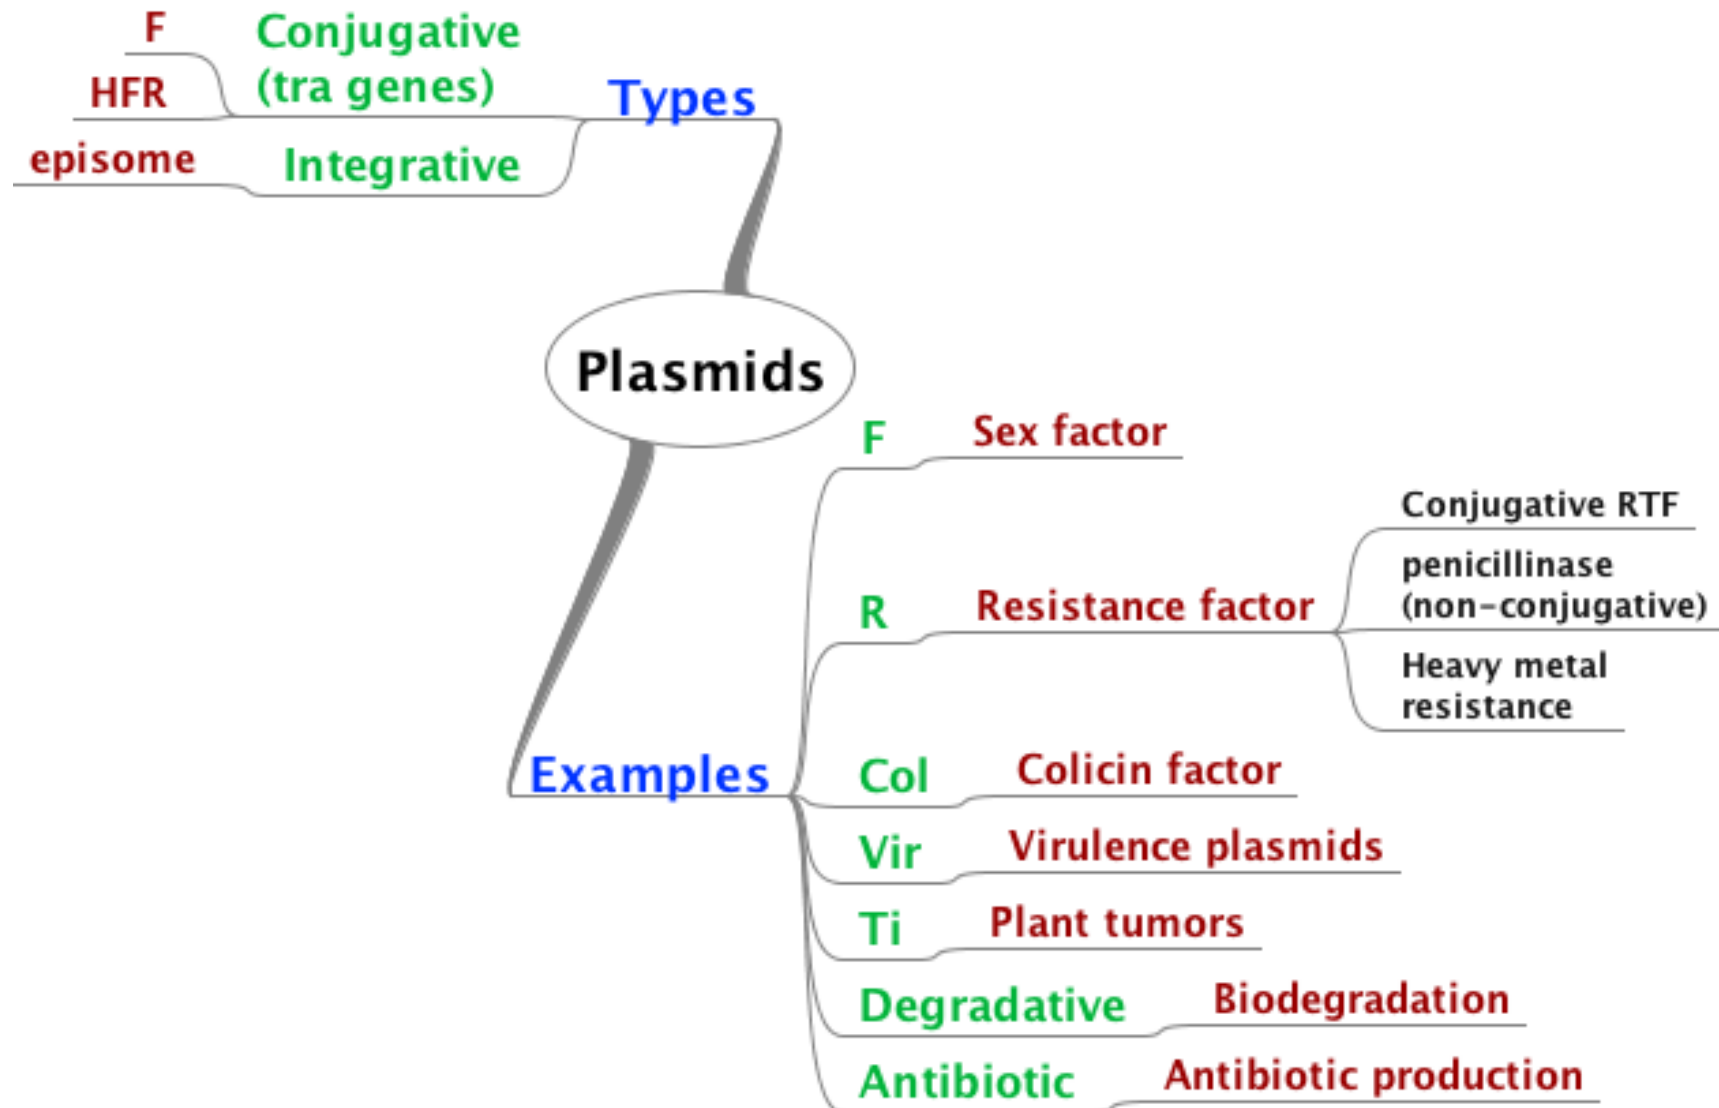 F
Conjugative
(tra genes)
HFR
Types
episome
Integrative
Plasmids
F
Sex factor
Conjugative RTF
penicillinase
(non-conjugative)
R
Resistance factor
Heavy metal
resistance
Examples
Col
Colicin factor
Vir
Virulence plasmids
Ti
Plant tumors
Degradative
Biodegradation
Antibiotic
Antibiotic production